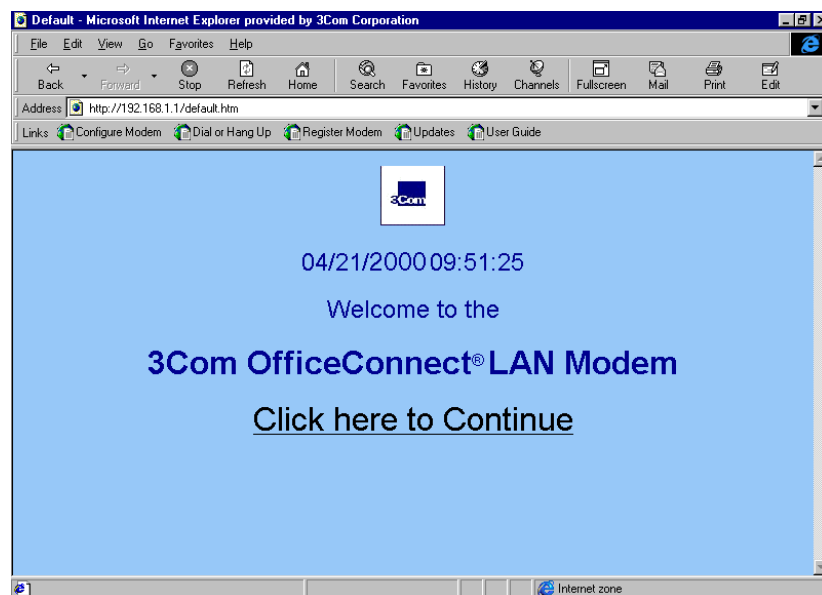 Default - Microsoft Internet Explorer provided by 3Com Corporation
File Edit View Go Favorites Help
Back Forward Stop Refresh Home Search Favorites History Channels Fullscreen Mail Print Edit
Address http://192.168.1.1/default.htm
Links Configure Modem Dial or Hang Up Register Modem Updates User Guide
3Com
04/21/2000 09:51:25
Welcome to the
3Com OfficeConnect® LAN Modem
Click here to Continue
Internet zone